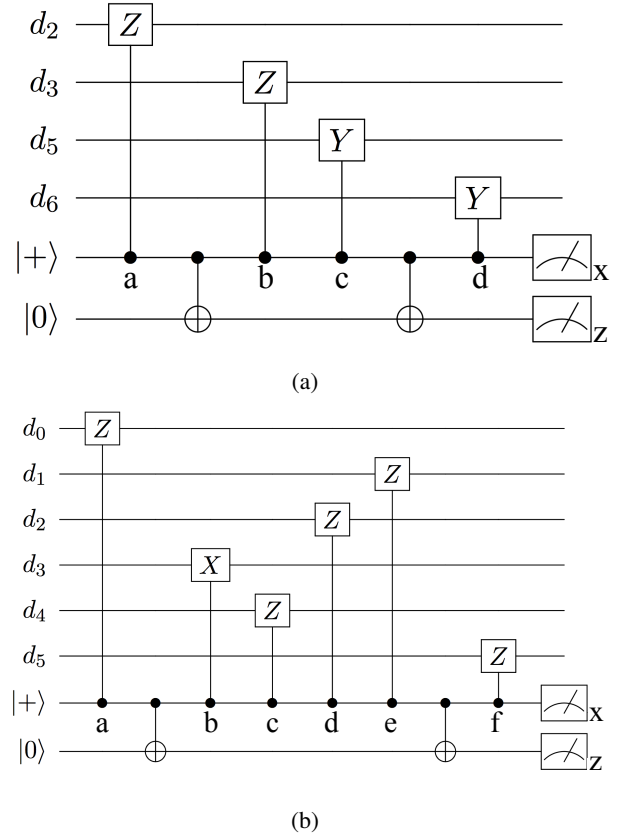 d₂ Z
d₃ Z
d₅ Y
d₆ Y
|+⟩ a b c d x
|0⟩ z
(a)
d₀ Z
d₁ Z
d₂ Z
d₃ X
d₄ Z
d₅ Z
|+⟩ a b c d e f x
|0⟩ z
(b)